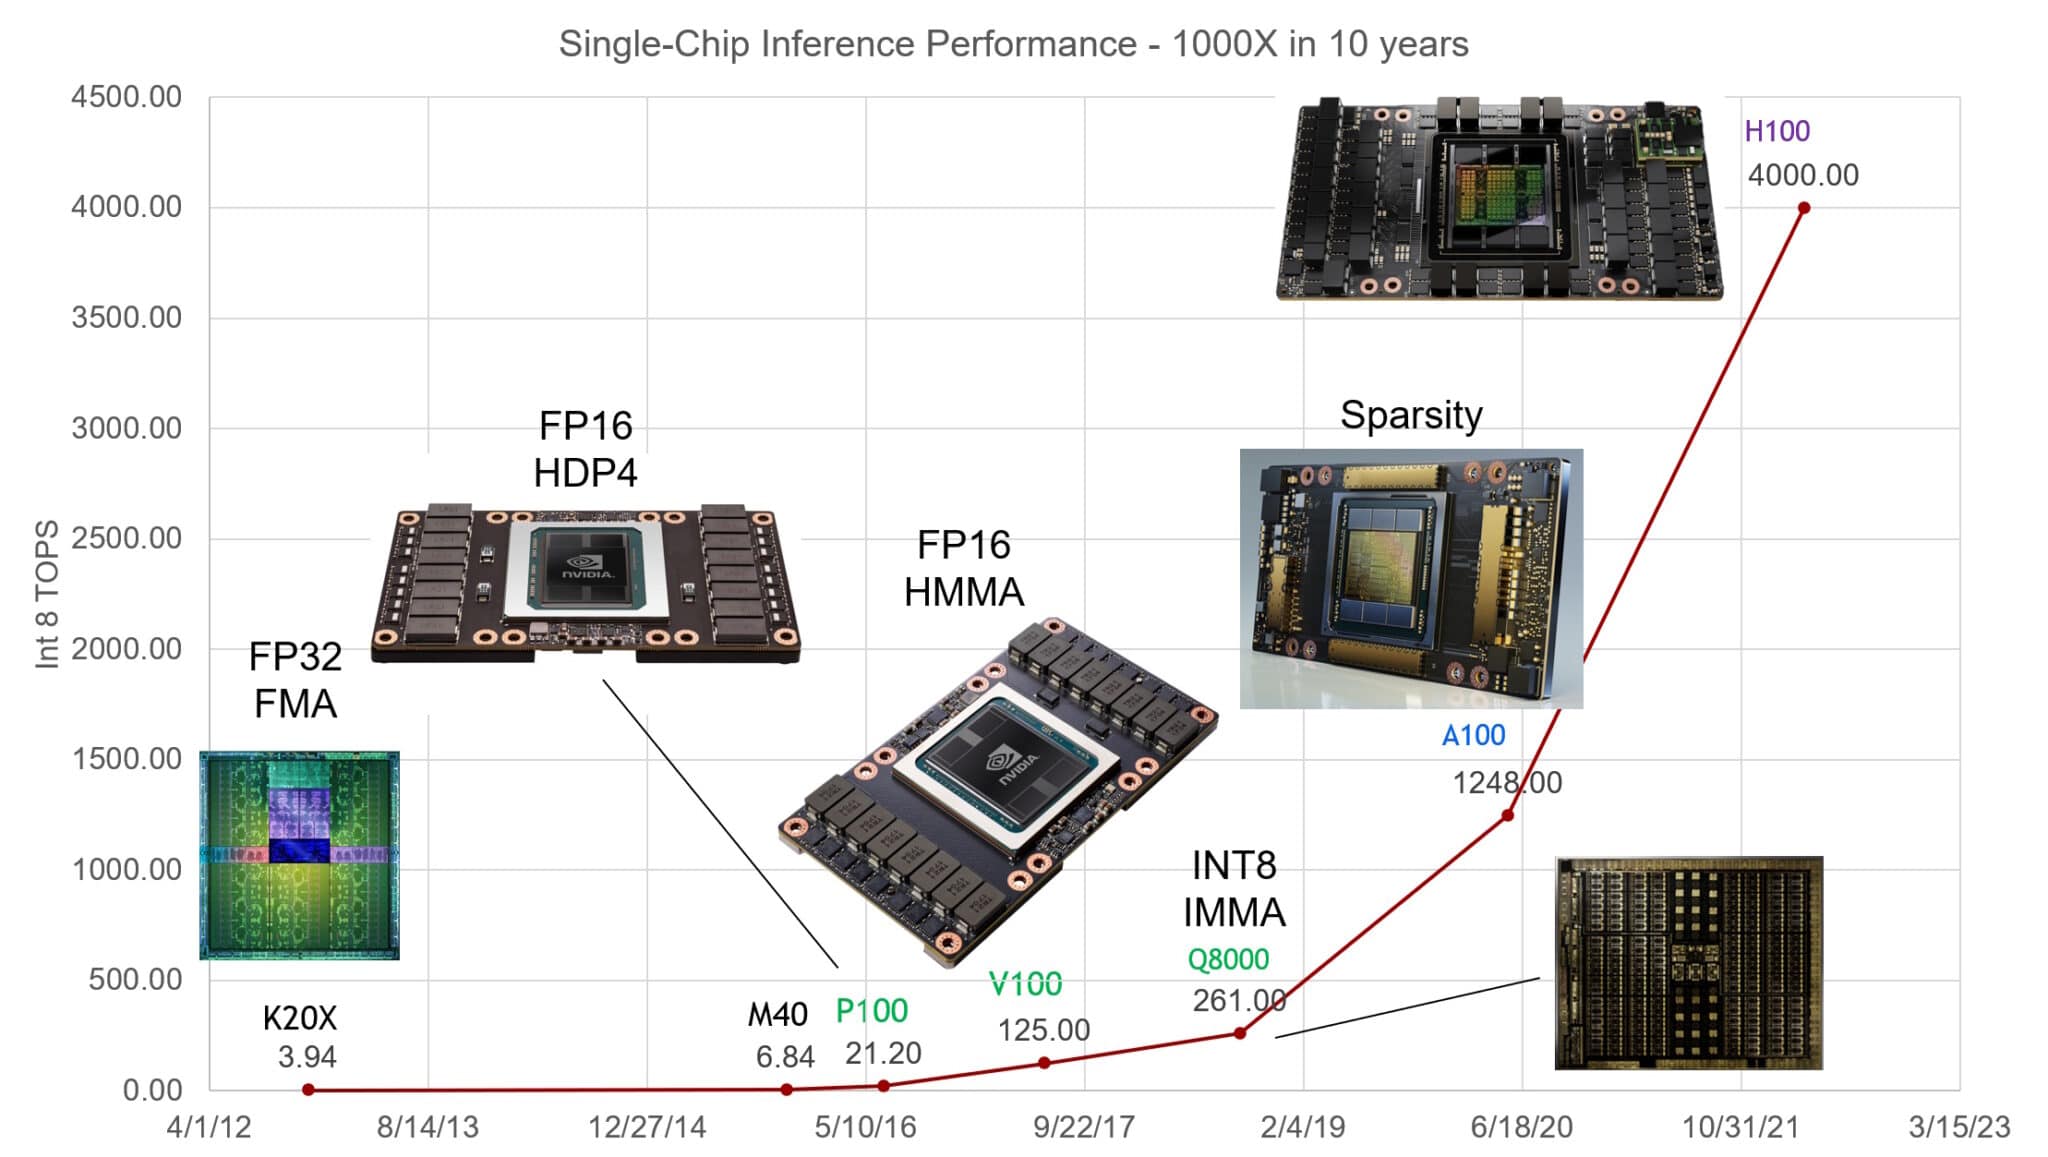 Single-Chip Inference Performance - 1000X in 10 years
4500.00
4000.00
3500.00
3000.00
2500.00
2000.00
1500.00
1000.00
500.00
0.00
Int 8 TOPS
4/1/12
8/14/13
12/27/14
5/10/16
9/22/17
2/4/19
6/18/20
10/31/21
3/15/23
FP32
FMA
K20X
3.94
FP16
HDP4
NVIDIA.
M40
6.84
P100
21.20
FP16
HMMA
NVIDIA.
V100
125.00
INT8
IMMA
Q8000
261.00
Sparsity
A100
1248.00
H100
4000.00